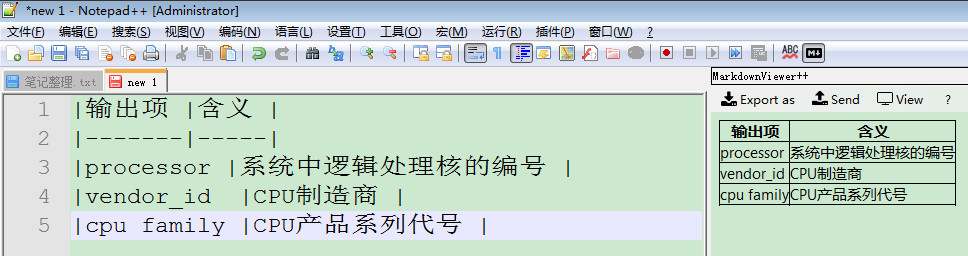 *new 1 - Notepad++ [Administrator]
文件(F) 编辑(E) 搜索(S) 视图(V) 编码(N) 语言(L) 设置(T) 工具(O) 宏(M) 运行(R) 插件(P) 窗口(W) ?
ABC
笔记整理.txt new 1
1 |输出项 |含义 |
2 |-------|-----|
3 |processor |系统中逻辑处理核的编号 |
4 |vendor_id |CPU制造商 |
5 |cpu family |CPU产品系列代号 |
MarkdownViewer++
Export as Send View ?
输出项 含义
processor 系统中逻辑处理核的编号
vendor_id CPU制造商
cpu family CPU产品系列代号